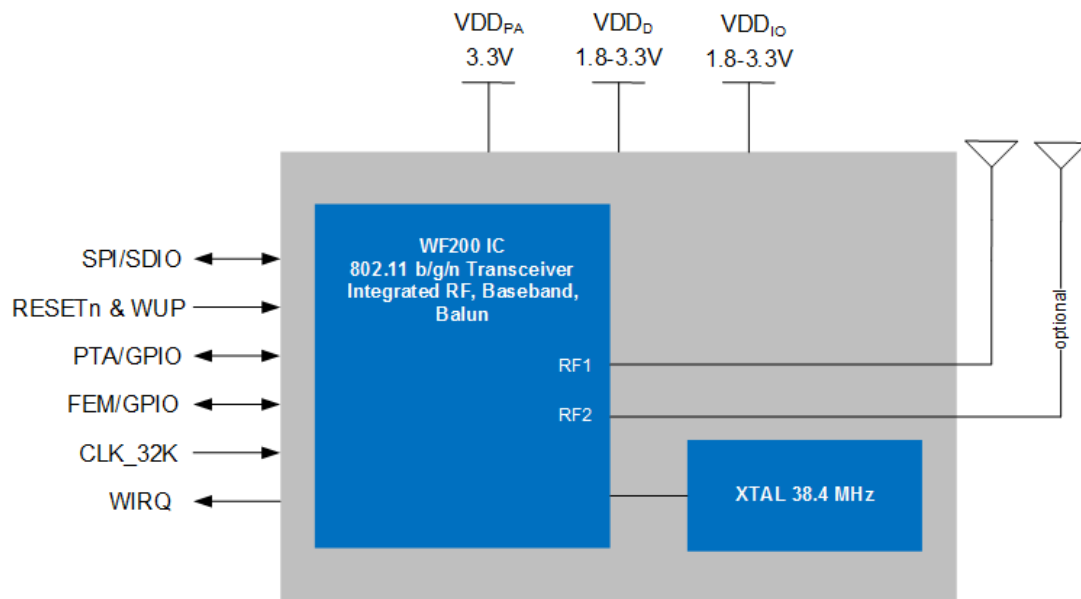 VDDPA
3.3V
VDDD
1.8-3.3V
VDDIO
1.8-3.3V
SPI/SDIO
RESETn & WUP
PTA/GPIO
FEM/GPIO
CLK_32K
WIRQ
WF200 IC
802.11 b/g/n Transceiver
Integrated RF, Baseband,
Balun
RF1
RF2
XTAL 38.4 MHz
optional